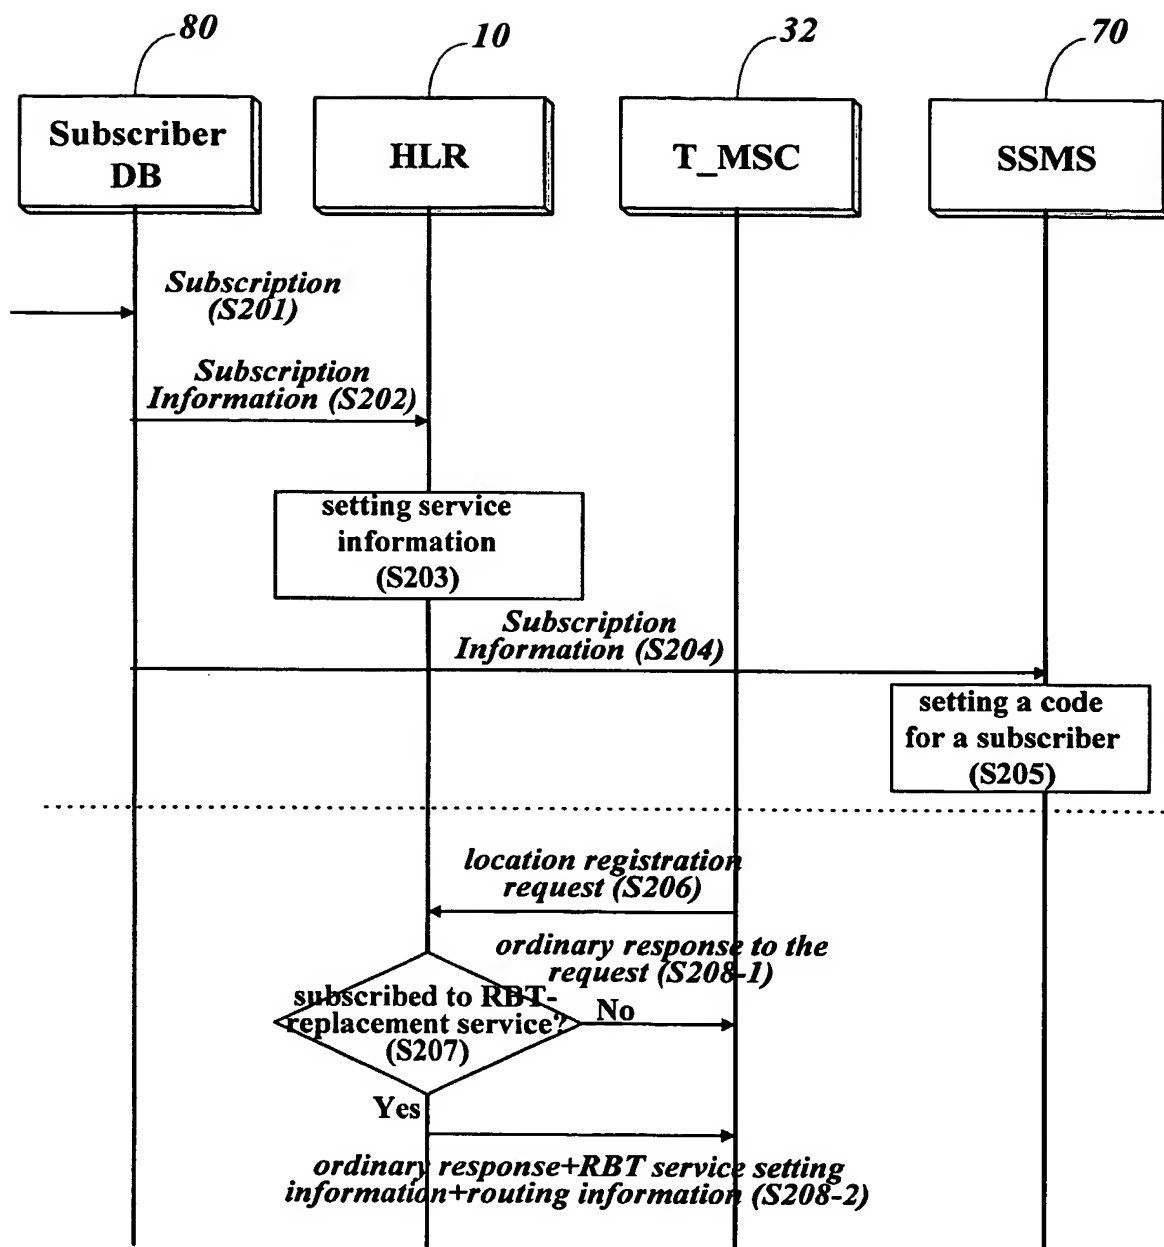 80
10
32
70
Subscriber
DB
HLR
T_MSC
SSMS
Subscription
(S201)
Subscription
Information (S202)
setting service
information
(S203)
Subscription
Information (S204)
setting a code
for a subscriber
(S205)
location registration
request (S206)
ordinary response to the
request (S208-1)
subscribed to RBT-
replacement service?
(S207)
No
Yes
ordinary response+RBT service setting
information+routing information (S208-2)